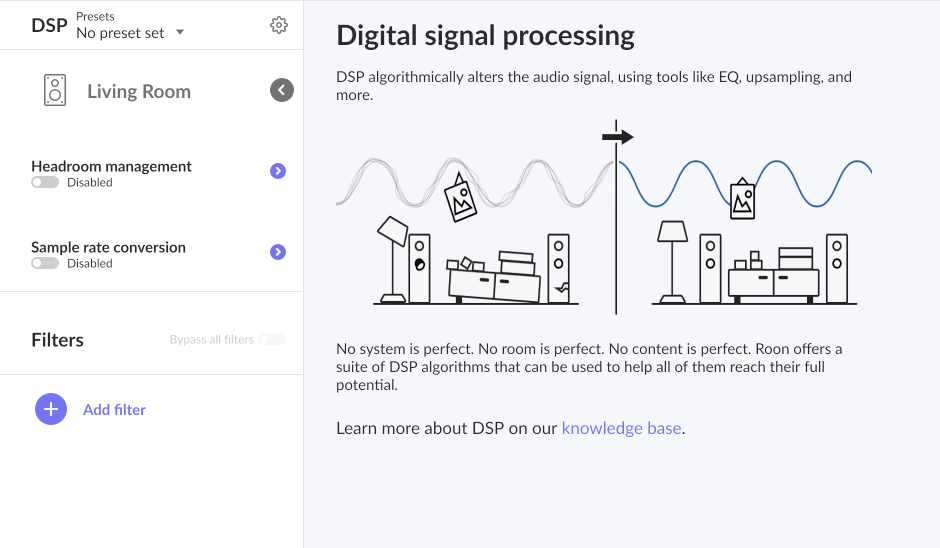 DSP
Presets
No preset set
Living Room
Headroom management
Disabled
Sample rate conversion
Disabled
Filters
Bypass all filters
Add filter
Digital signal processing
DSP algorithmically alters the audio signal, using tools like EQ, upsampling, and
more.
No system is perfect. No room is perfect. No content is perfect. Roon offers a
suite of DSP algorithms that can be used to help all of them reach their full
potential.
Learn more about DSP on our knowledge base.